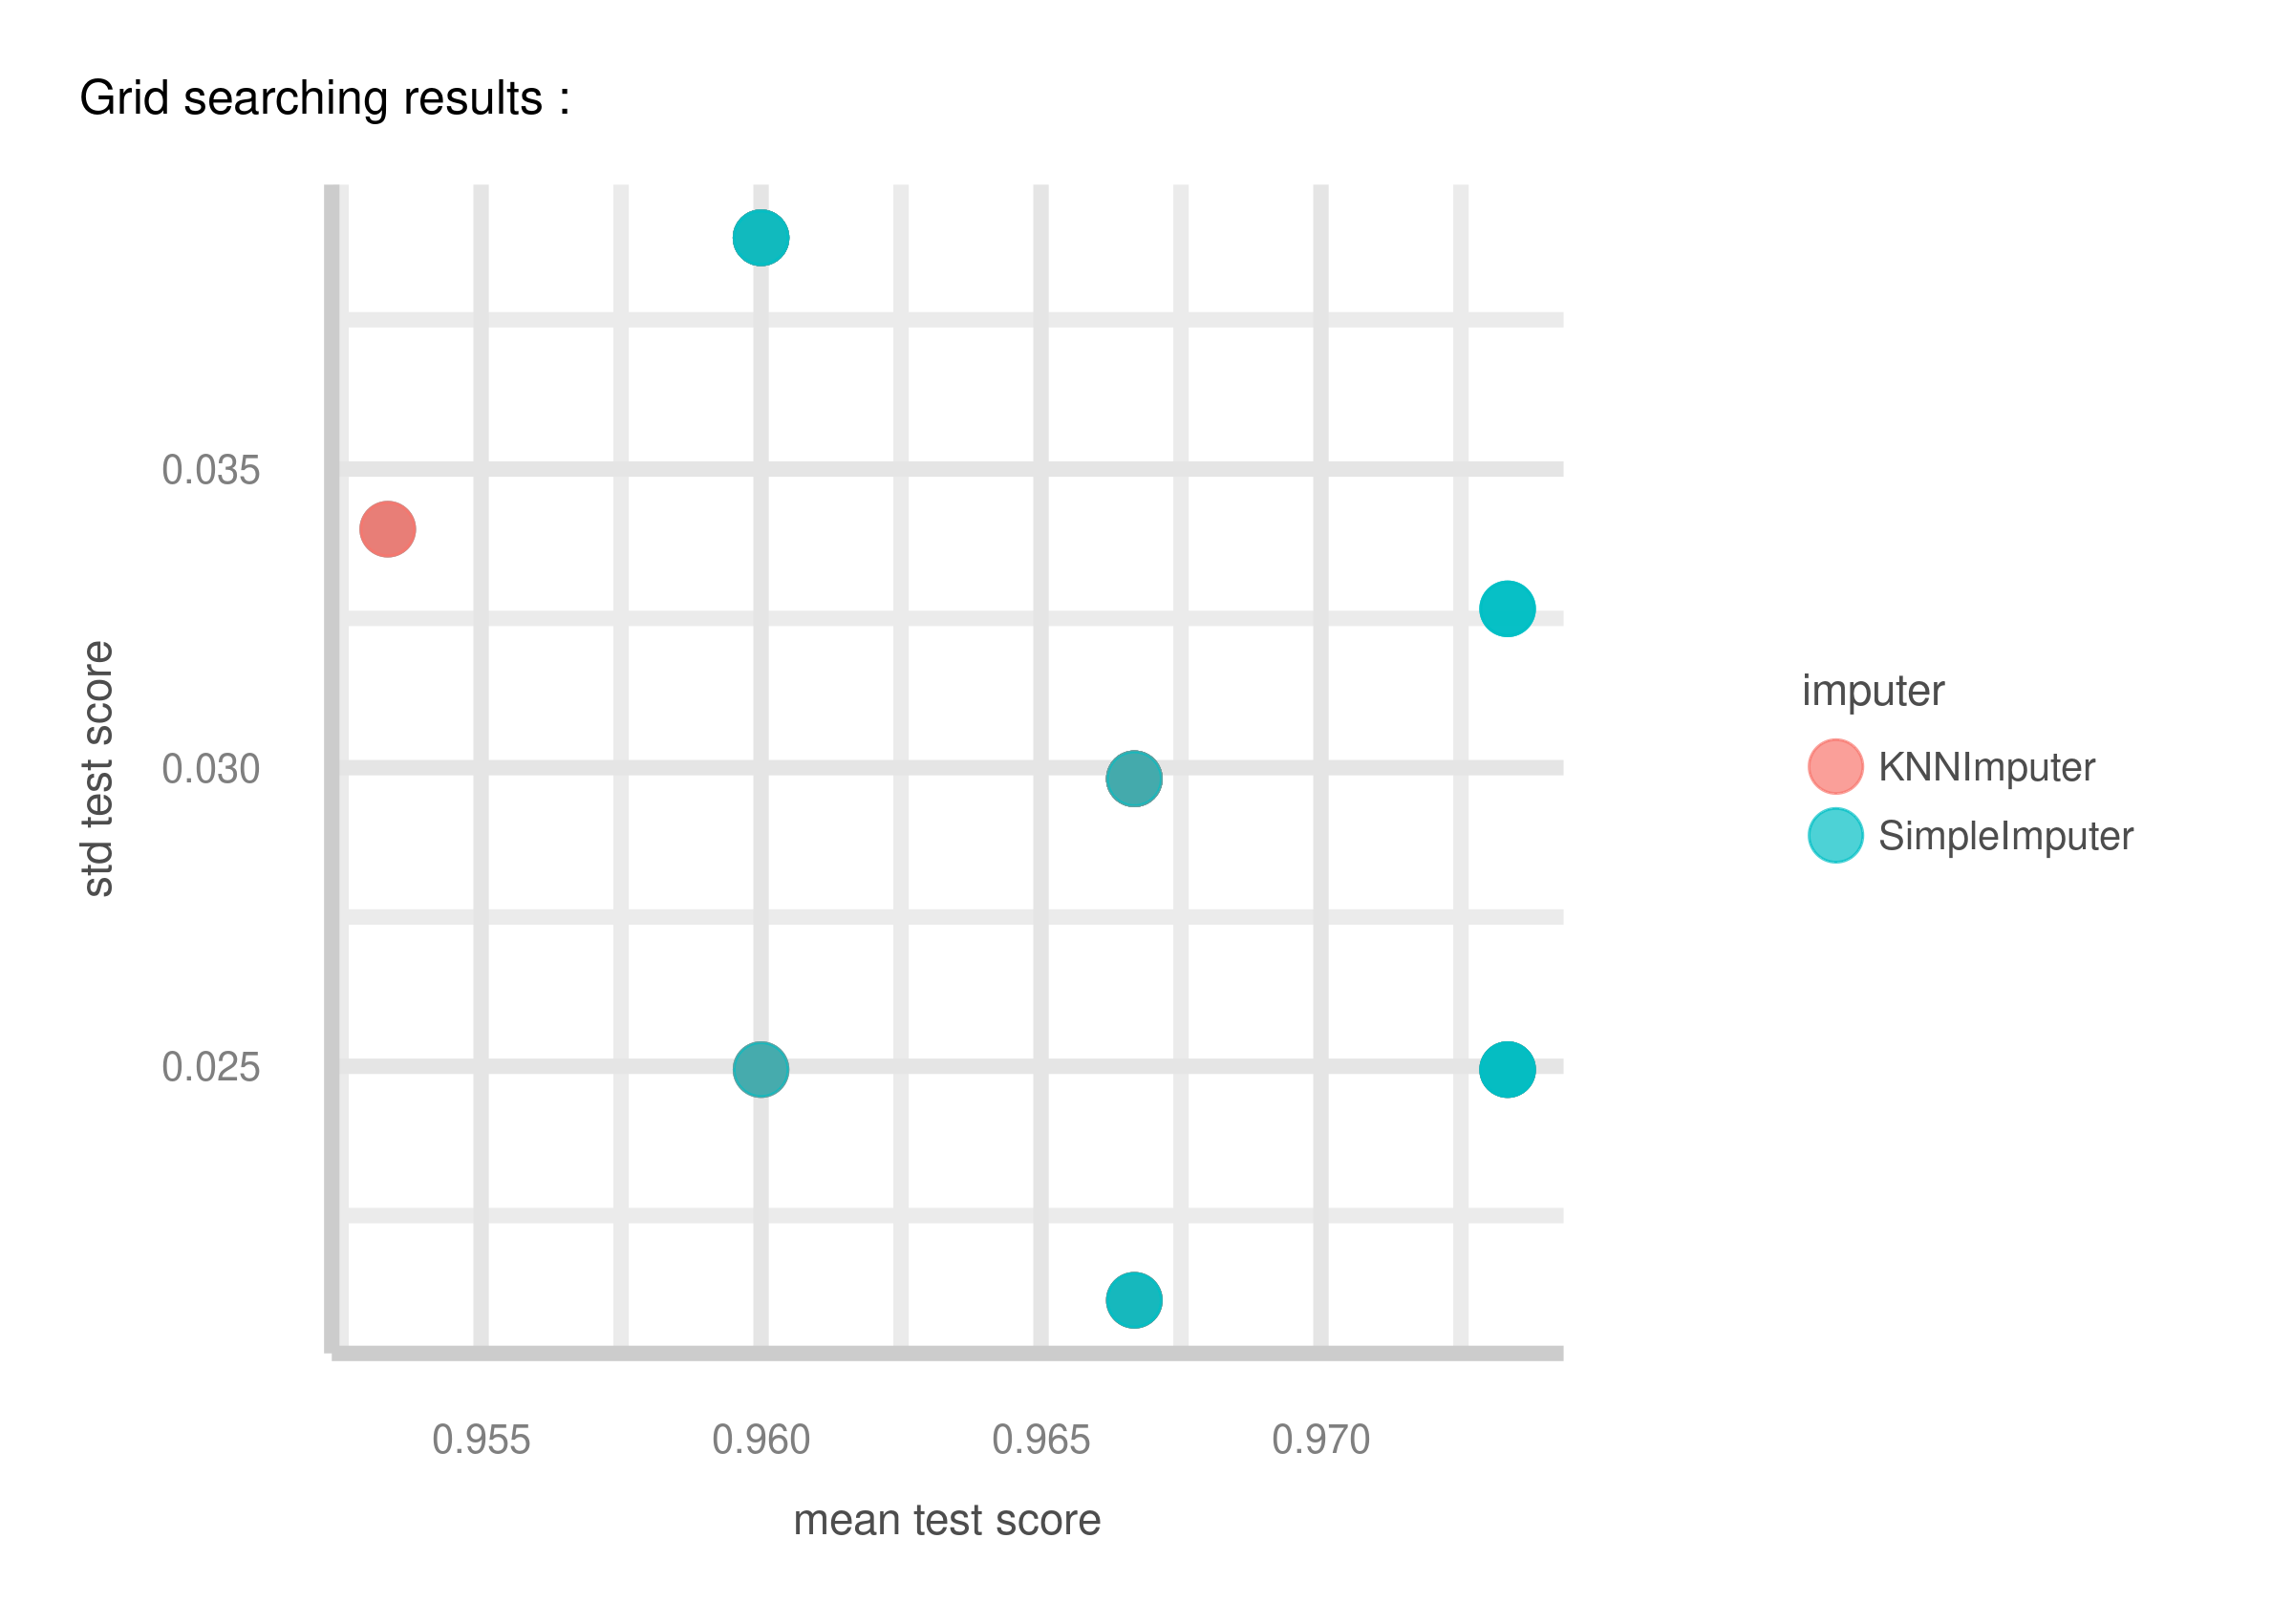 Grid searching results :
0.035
0.030
0.025
std test score
0.955 0.960 0.965 0.970
mean test score
imputer
KNNImputer
SimpleImputer